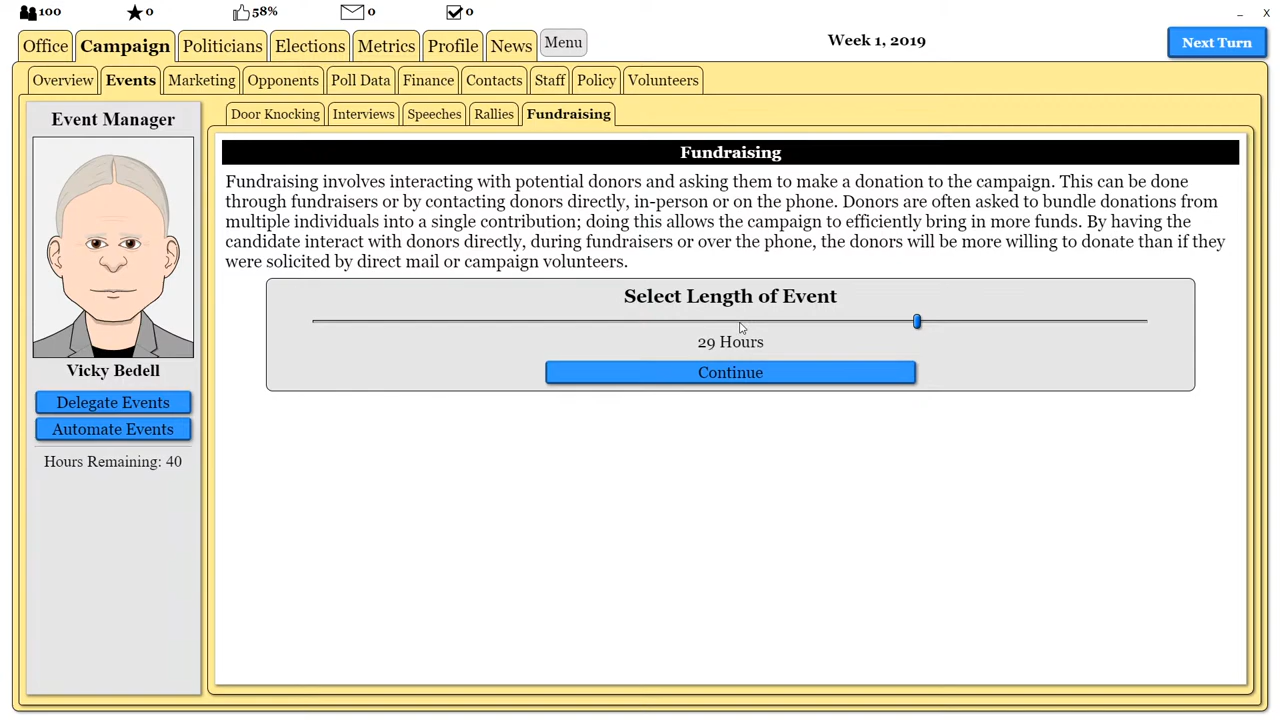 100 0 58% 0 0 _ X
Office Campaign Politicians Elections Metrics Profile News Menu Week 1, 2019 Next Turn
Overview Events Marketing Opponents Poll Data Finance Contacts Staff Policy Volunteers
Event Manager
Vicky Bedell
Delegate Events
Automate Events
Hours Remaining: 40
Door Knocking Interviews Speeches Rallies Fundraising
Fundraising
Fundraising involves interacting with potential donors and asking them to make a donation to the campaign. This can be done
through fundraisers or by contacting donors directly, in-person or on the phone. Donors are often asked to bundle donations from
multiple individuals into a single contribution; doing this allows the campaign to efficiently bring in more funds. By having the
candidate interact with donors directly, during fundraisers or over the phone, the donors will be more willing to donate than if they
were solicited by direct mail or campaign volunteers.
Select Length of Event
29 Hours
Continue